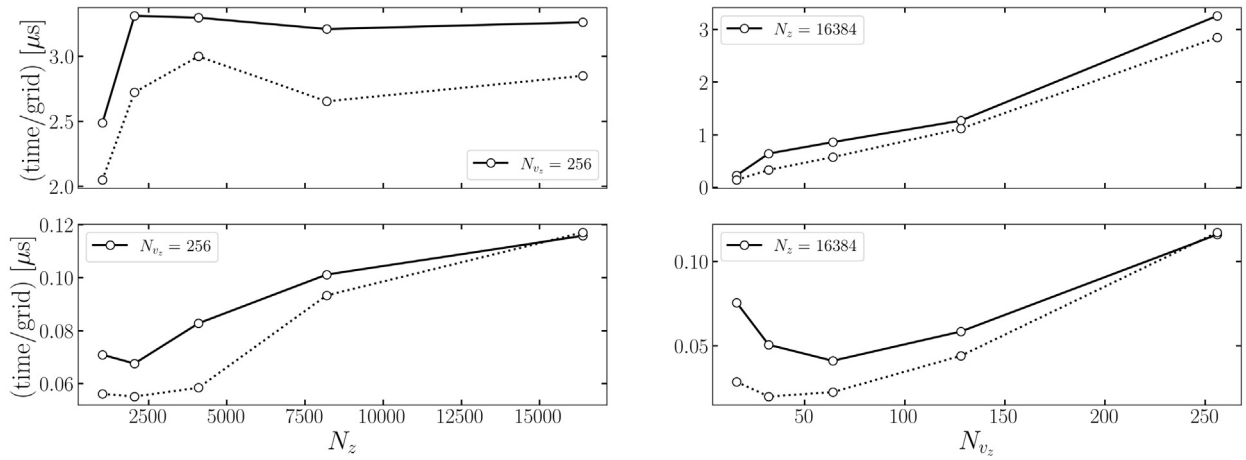 (time/grid) [μs
3.0
2.5
2.0
N_{v_z} = 256
3
2
1
0
N_z = 16384
(time/grid) [μs]
0.12
0.10
0.08
0.06
N_{v_z} = 256
2500 5000 7500 10000 12500 15000
N_z
0.10
0.05
N_z = 16384
50 100 150 200 250
N_{v_z}